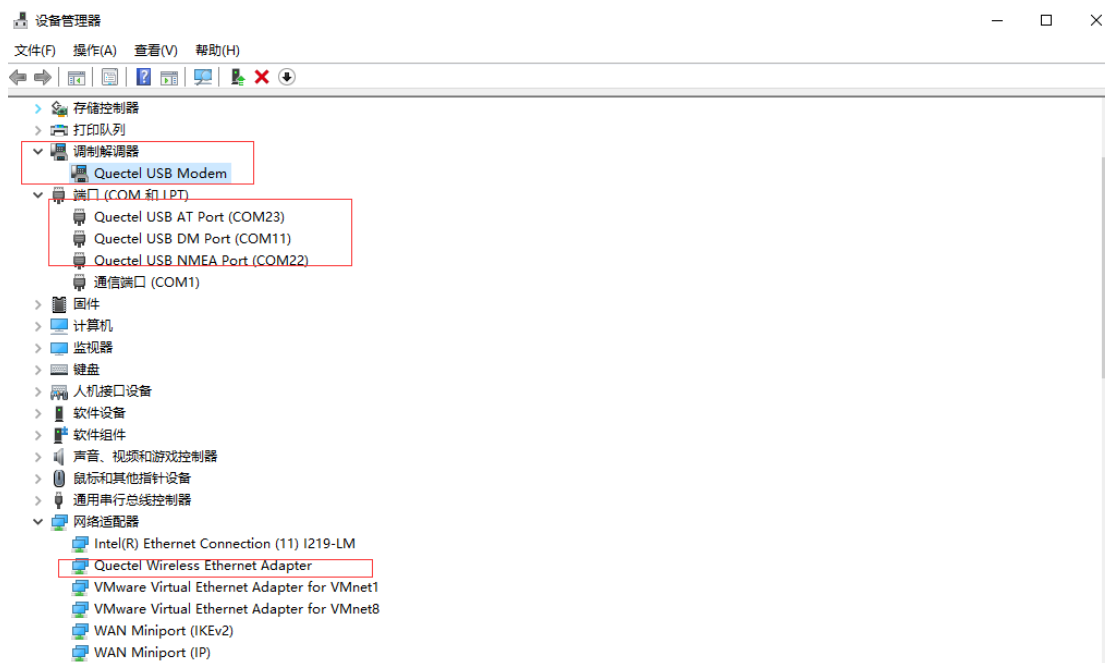 设备管理器
文件(F) 操作(A) 查看(V) 帮助(H)
存储控制器
打印队列
调制解调器
Quectel USB Modem
端口 (COM 和 LPT)
Quectel USB AT Port (COM23)
Quectel USB DM Port (COM11)
Quectel USB NMEA Port (COM22)
通信端口 (COM1)
固件
计算机
监视器
键盘
人机接口设备
软件设备
软件组件
声音、视频和游戏控制器
鼠标和其他指针设备
通用串行总线控制器
网络适配器
Intel(R) Ethernet Connection (11) I219-LM
Quectel Wireless Ethernet Adapter
VMware Virtual Ethernet Adapter for VMnet1
VMware Virtual Ethernet Adapter for VMnet8
WAN Miniport (IKEv2)
WAN Miniport (IP)